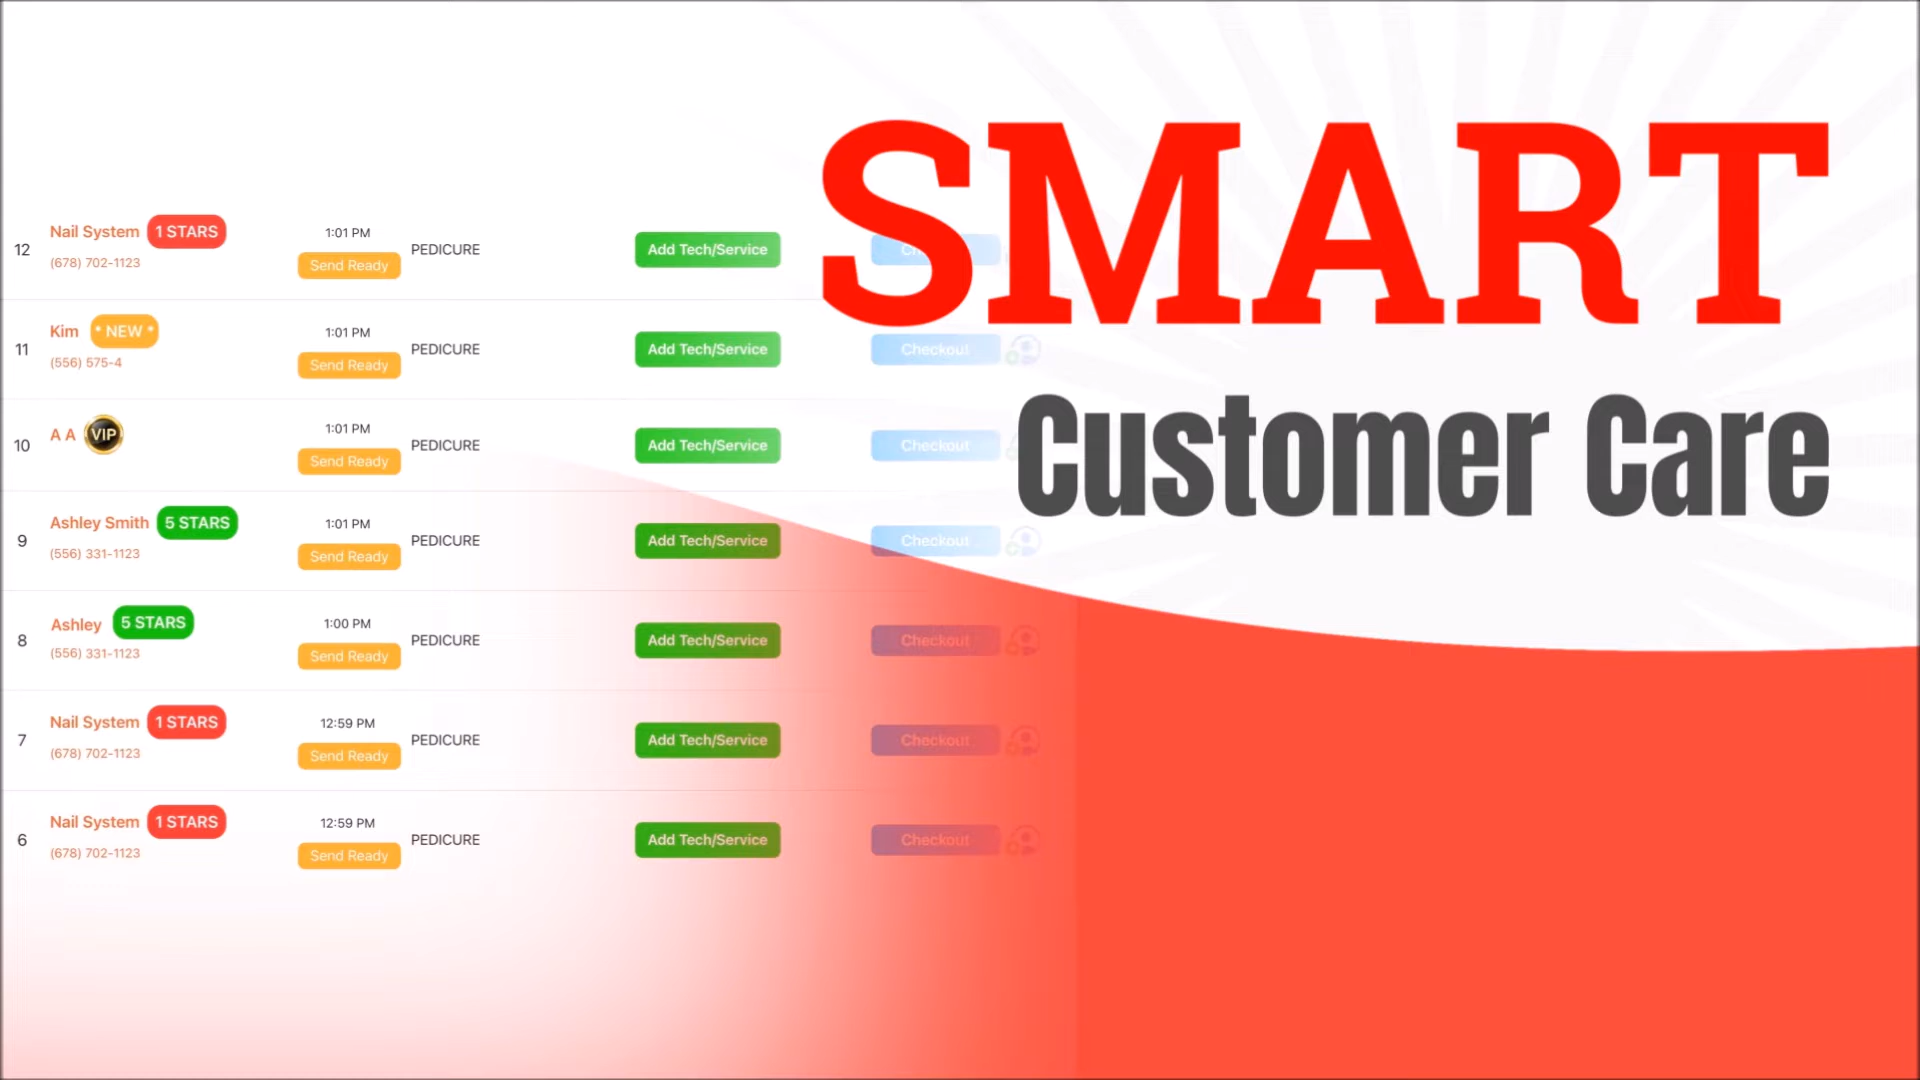 SMART
Customer Care
12 Nail System 1 STARS 1:01 PM PEDICURE Add Tech/Service
(678) 702-1123 Send Ready
11 Kim * NEW * 1:01 PM PEDICURE Add Tech/Service Checkout
(556) 575-4 Send Ready
10 A A VIP 1:01 PM PEDICURE Add Tech/Service Checkout
Send Ready
9 Ashley Smith 5 STARS 1:01 PM PEDICURE Add Tech/Service Checkout
(556) 331-1123 Send Ready
8 Ashley 5 STARS 1:00 PM PEDICURE Add Tech/Service Checkout
(556) 331-1123 Send Ready
7 Nail System 1 STARS 12:59 PM PEDICURE Add Tech/Service Checkout
(678) 702-1123 Send Ready
6 Nail System 1 STARS 12:59 PM PEDICURE Add Tech/Service Checkout
(678) 702-1123 Send Ready